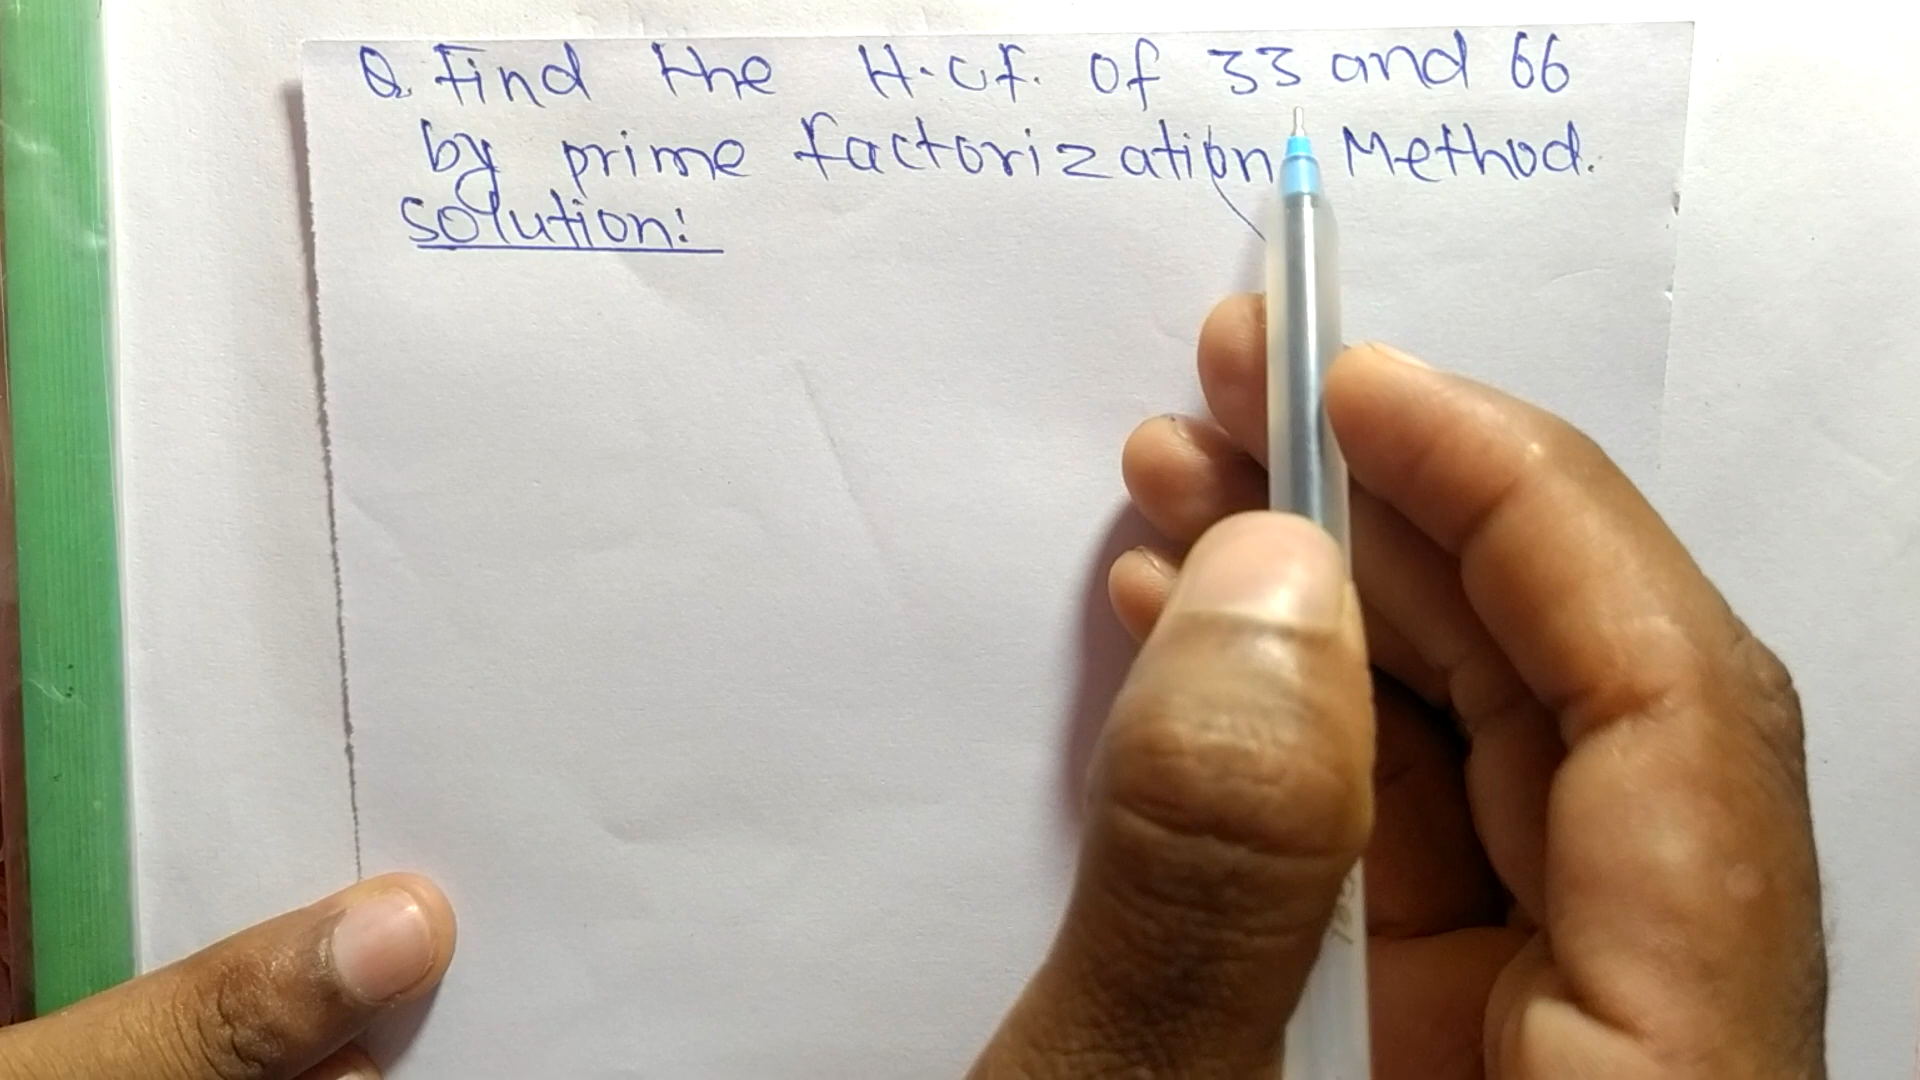 Q. Find the H.C.F. of 33 and 66
by prime factorization Method.
Solution: